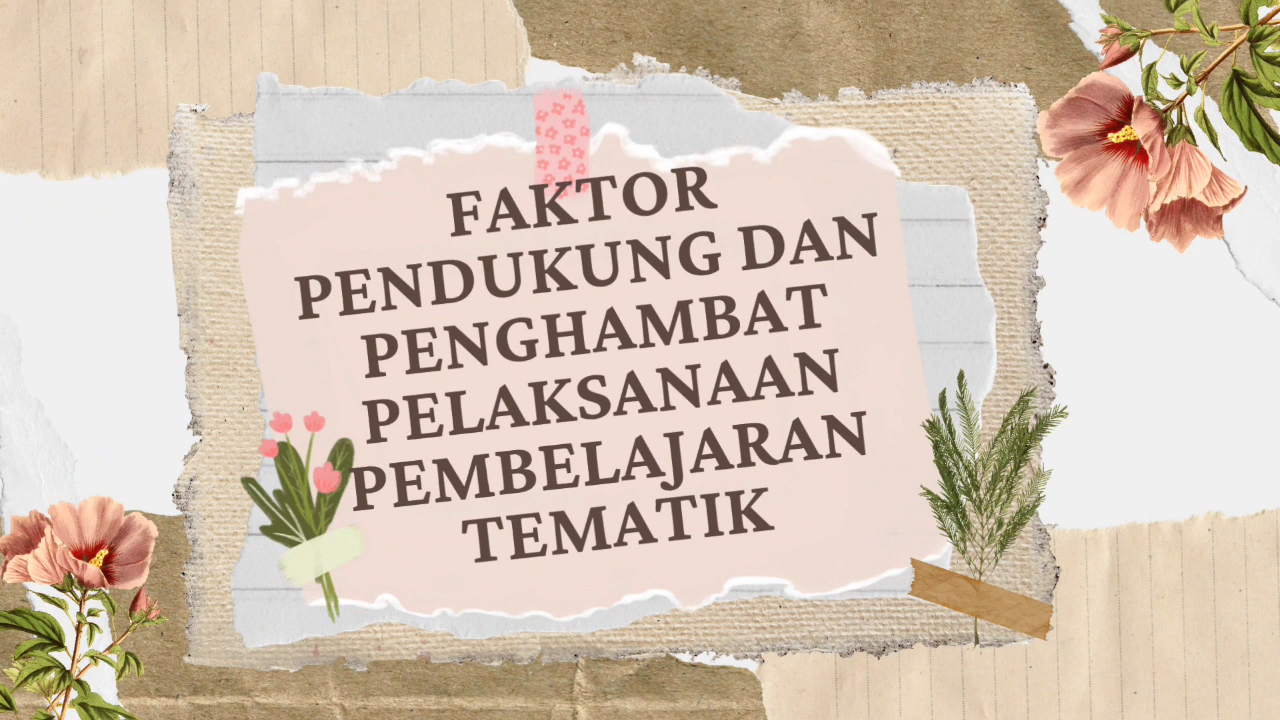 FAKTOR
PENDUKUNG DAN
PENGHAMBAT
PELAKSANAAN
PEMBELAJARAN
TEMATIK